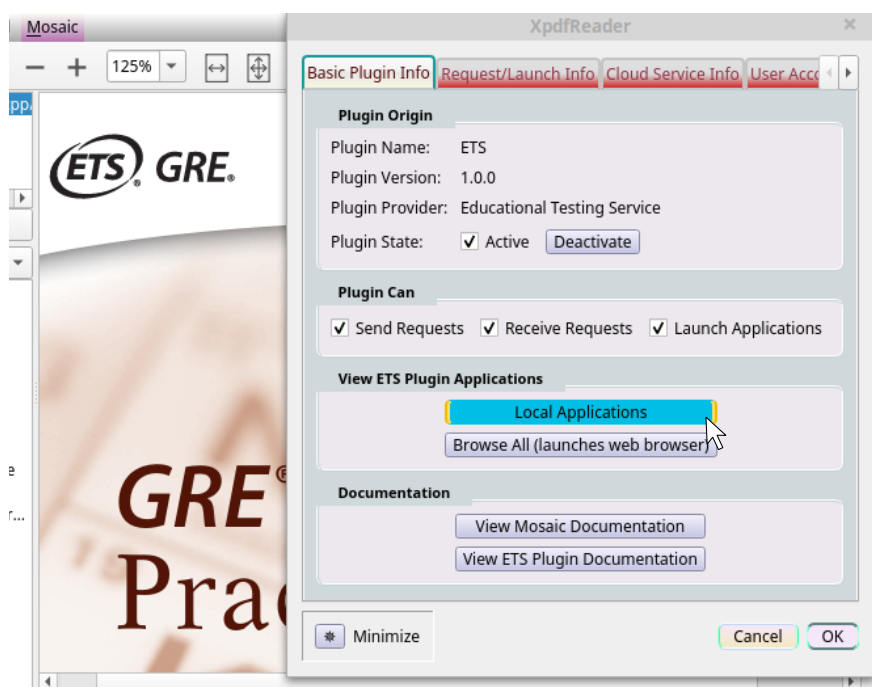 Mosaic
XpdfReader
125%
Basic Plugin Info
Request/Launch Info
Cloud Service Info
User Acc
pp
Plugin Origin
Plugin Name: ETS
Plugin Version: 1.0.0
Plugin Provider: Educational Testing Service
Plugin State: Active Deactivate
ETS GRE®
Plugin Can
Send Requests Receive Requests Launch Applications
View ETS Plugin Applications
Local Applications
Browse All (launches web browser)
Documentation
View Mosaic Documentation
View ETS Plugin Documentation
e
r...
GRE®
Prac
Minimize
Cancel
OK